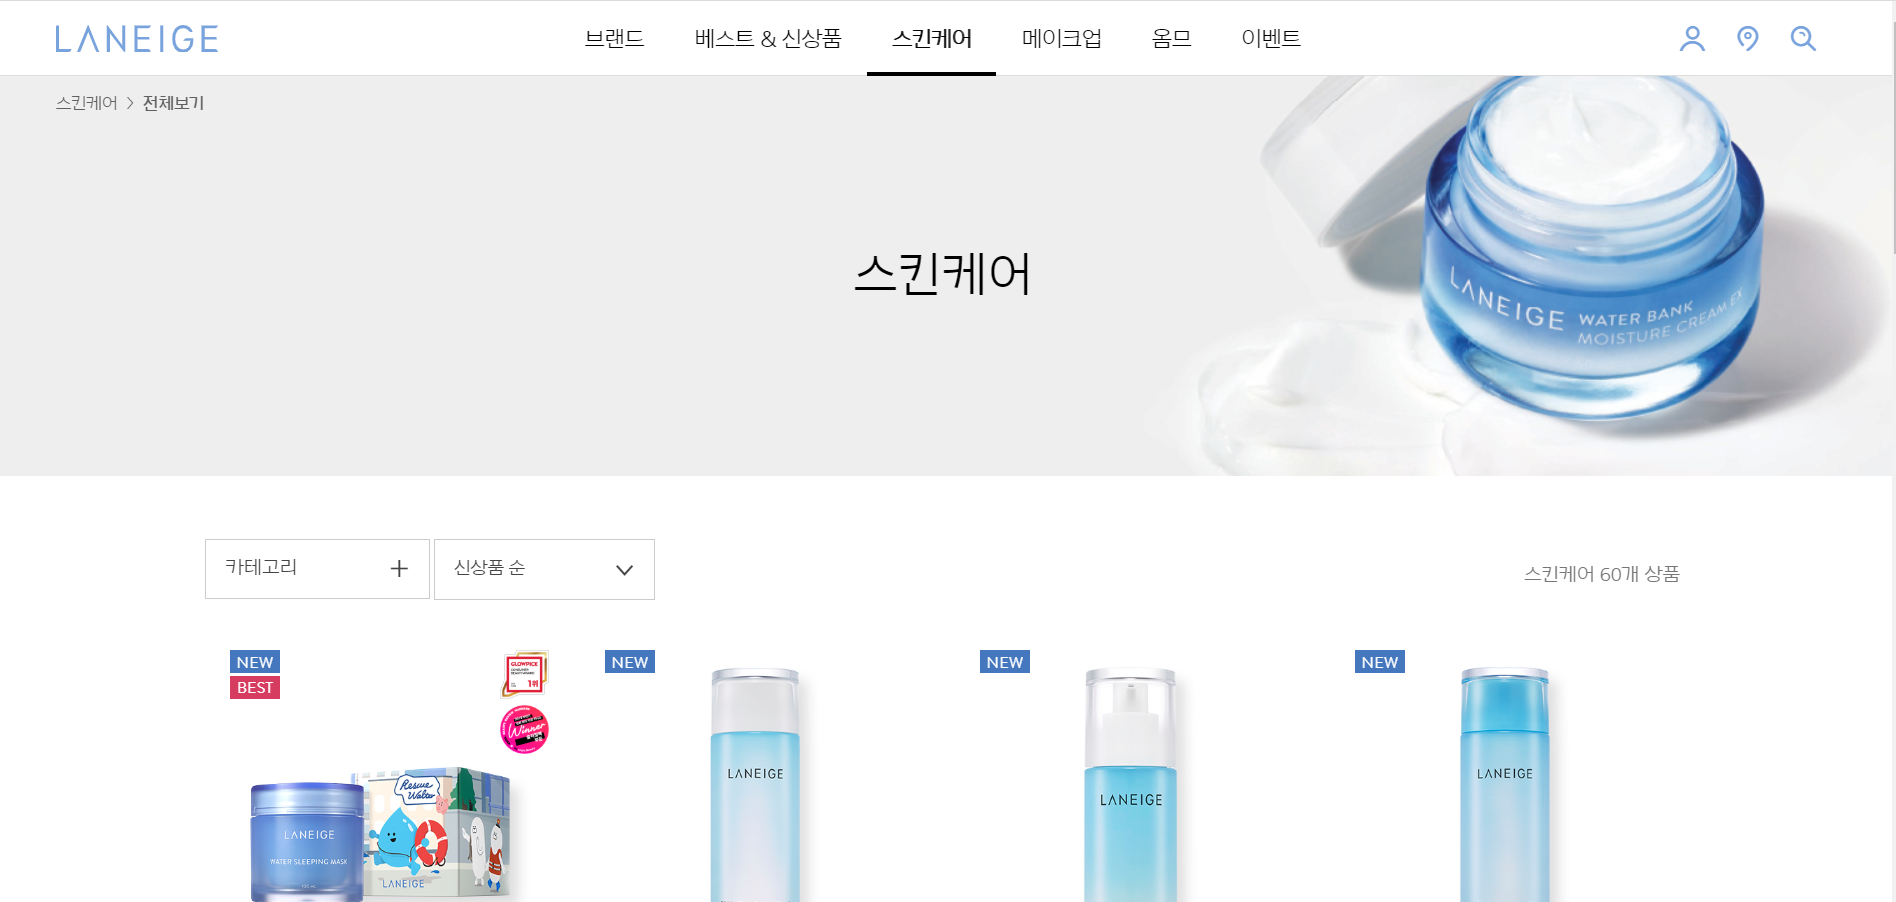 LANEIGE
브랜드
베스트 & 신상품
스킨케어
메이크업
옴므
이벤트
스킨케어 > 전체보기
스킨케어
LANEIGE WATER BANK
MOISTURE CREAM EX
카테고리
신상품 순
스킨케어 60개 상품
NEW
BEST
GLOWPICK
1위
Winner
NEW
NEW
NEW
Rescue
Water
LANEIGE
WATER SLEEPING MASK
LANEIGE
LANEIGE
LANEIGE
LANEIGE